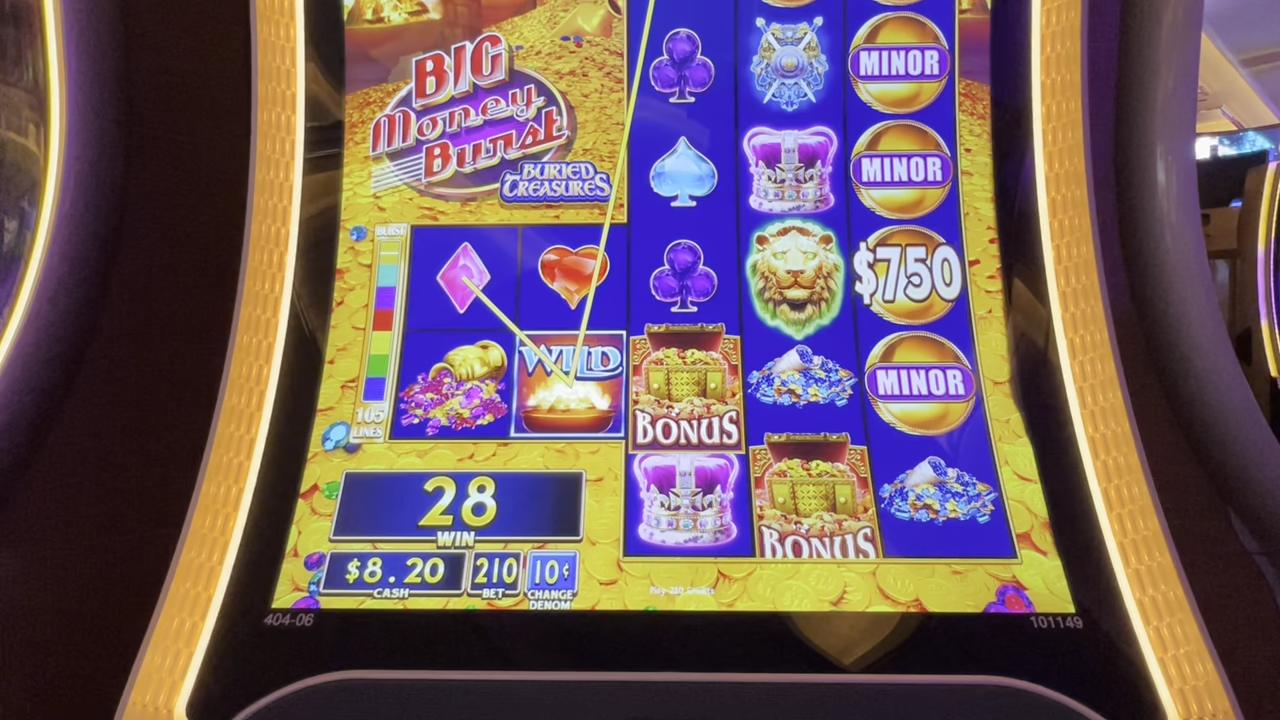 BIG
Money
Burst
BURIED
TREASURES
MINOR
MINOR
$750
MINOR
BURST
105
LINES
WILD
BONUS
BONUS
28
WIN
$8.20
CASH
210
BET
10¢
CHANGE
DENOM
404-06
101149